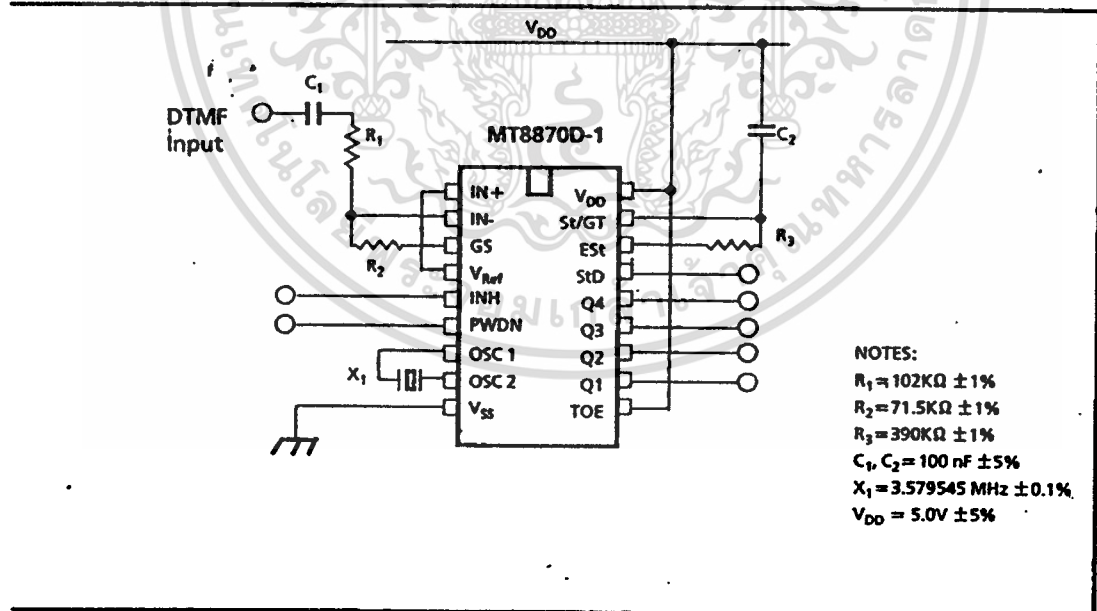 V_DD
C₁
DTMF
Input
R₁
MT8870D-1
C₂
IN+
IN-
GS
V_Ref
INH
PWDN
OSC 1
OSC 2
V_SS
V_DD
St/GT
ESt
StD
Q4
Q3
Q2
Q1
TOE
R₂
R₃
X₁
NOTES:
R₁=102KΩ ±1%
R₂=71.5KΩ ±1%
R₃=390KΩ ±1%
C₁, C₂= 100 nF ±5%
X₁=3.579545 MHz ±0.1%
V_DD = 5.0V ±5%